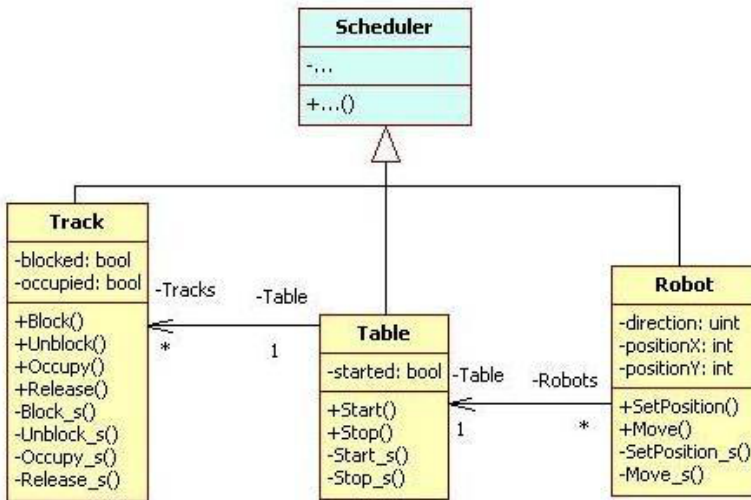 Scheduler
-...
+...()
Track
-blocked: bool
-occupied: bool
+Block()
+Unblock()
+Occupy()
+Release()
-Block_s()
-Unblock_s()
-Occupy_s()
-Release_s()
-Tracks
-Table
*
1
Table
-started: bool
+Start()
+Stop()
-Start_s()
-Stop_s()
-Table
-Robots
1
*
Robot
-direction: uint
-positionX: int
-positionY: int
+SetPosition()
+Move()
-SetPosition_s()
-Move_s()